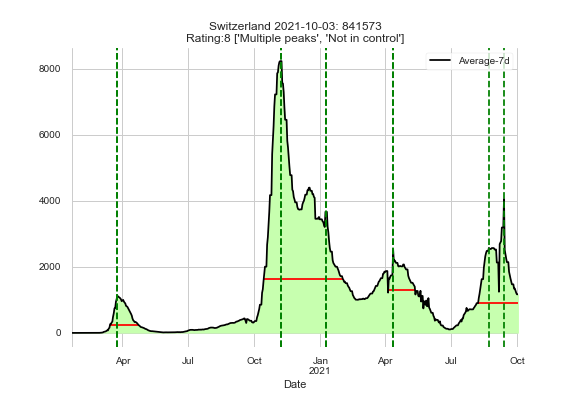 Switzerland 2021-10-03: 841573
Rating:8 ['Multiple peaks', 'Not in control']
Average-7d
8000
6000
4000
2000
0
Apr
Jul
Oct
Jan
2021
Apr
Jul
Oct
Date